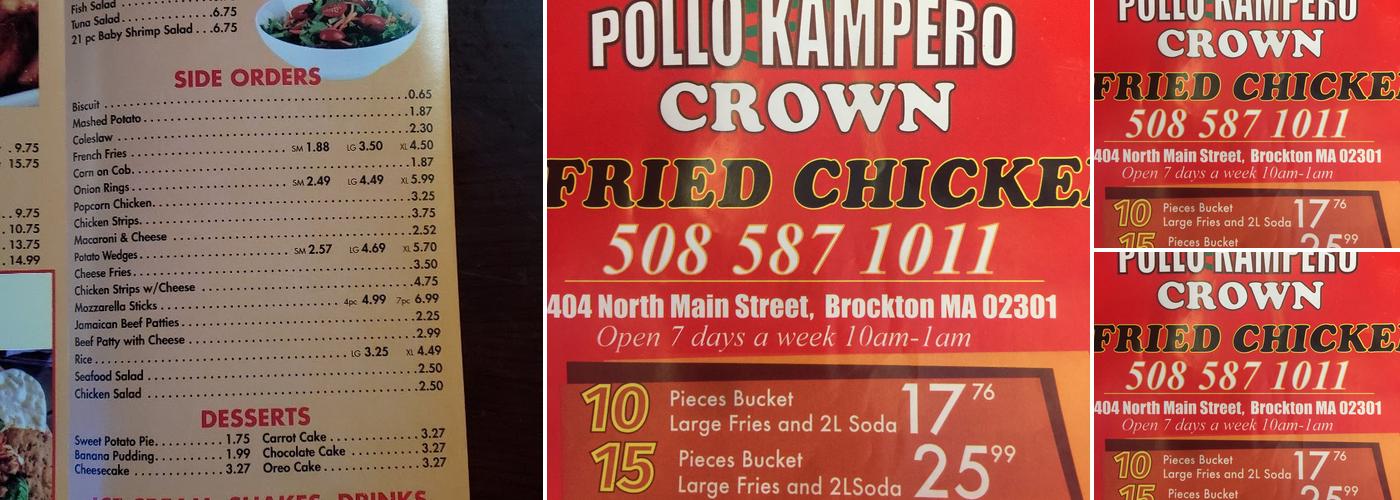 Fish Salad
Tuna Salad . . . . . . . . . . . .6.75
21 pc Baby Shrimp Salad . . .6.75
. 9.75
15.75
. . 9.75
. 10.75
. 13.75
. 14.99
SIDE ORDERS
Biscuit . . . . . . . . . . 0.65
Mashed Potato . . . . . . . . . . 1.87
Coleslaw . . . . . . . . . . 2.30
French Fries . . . . . . . . . . SM 1.88 LG 3.50 XL 4.50
Corn on Cob. . . . . . . . . . 1.87
Onion Rings . . . . . . . . . . SM 2.49 LG 4.49 XL 5.99
Popcorn Chicken. . . . . . . . . . 3.25
Chicken Strips. . . . . . . . . . 3.75
Macaroni & Cheese . . . . . . . . . . 2.52
Potato Wedges . . . . . . . . . . SM 2.57 LG 4.69 XL 5.70
Cheese Fries . . . . . . . . . . 3.50
Chicken Strips w/Cheese . . . . . . . . . . 4.75
Mozzarella Sticks . . . . . . . . . . 4pc 4.99 7pc 6.99
Jamaican Beef Patties . . . . . . . . . . 2.25
Beef Patty with Cheese . . . . . . . . . . 2.99
Rice . . . . . . . . . . LG 3.25 XL 4.49
Seafood Salad . . . . . . . . . . 2.50
Chicken Salad . . . . . . . . . . 2.50
DESSERTS
Sweet Potato Pie. . . . . . . . . 1.75 Carrot Cake . . . . . . . . . . 3.27
Banana Pudding. . . . . . . . . 1.99 Chocolate Cake . . . . . . . . . 3.27
Cheesecake . . . . . . . . . . 3.27 Oreo Cake . . . . . . . . . . 3.27
ICE CREAM, SHAKES, DRINKS
POLLO KAMPERO
CROWN
FRIED CHICKE
508 587 1011
404 North Main Street, Brockton MA 02301
Open 7 days a week 10am-1am
10 Pieces Bucket
Large Fries and 2L Soda 17 76
15 Pieces Bucket
Large Fries and 2LSoda 25 99
POLLO KAMPERO
CROWN
FRIED CHICKE
508 587 1011
404 North Main Street, Brockton MA 02301
Open 7 days a week 10am-1am
10 Pieces Bucket
Large Fries and 2L Soda 17 76
15 Pieces Bucket 25 99
POLLO KAMPERO
CROWN
FRIED CHICKE
508 587 1011
404 North Main Street, Brockton MA 02301
Open 7 days a week 10am-1am
10 Pieces Bucket
Large Fries and 2L Soda 17 76
15 Pieces Bucket 25 99